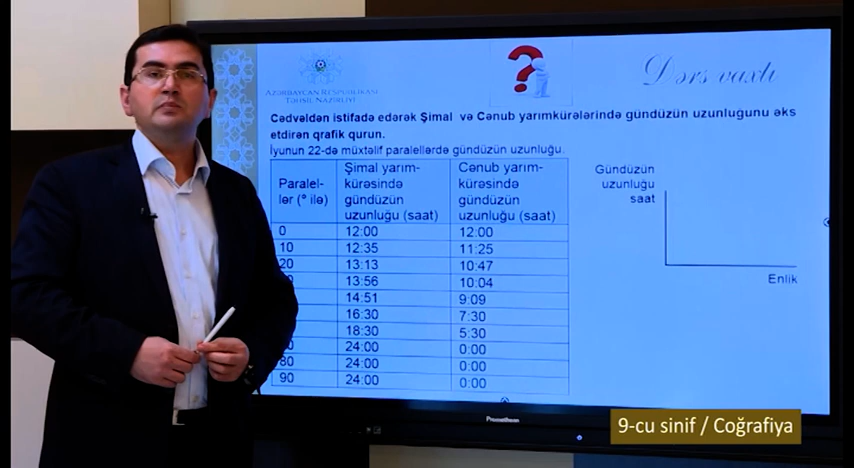 AZƏRBAYCAN RESPUBLİKASI
TƏHSİL NAZİRLİYİ
Dərs vaxtı
Cədvəldən istifadə edərək Şimal və Cənub yarımkürələrində gündüzün uzunluğunu əks
etdirən qrafik qurun.
İyunun 22-də müxtəlif paralellərdə gündüzün uzunluğu.
Paralel-
lər (° ilə)
Şimal yarım-
kürəsində
gündüzün
uzunluğu (saat)
Cənub yarım-
kürəsində
gündüzün
uzunluğu (saat)
0 12:00 12:00
10 12:35 11:25
20 13:13 10:47
13:56 10:04
14:51 9:09
16:30 7:30
18:30 5:30
0 24:00 0:00
80 24:00 0:00
90 24:00 0:00
Gündüzün
uzunluğu
saat
Enlik
Promethean
9-cu sinif / Coğrafiya